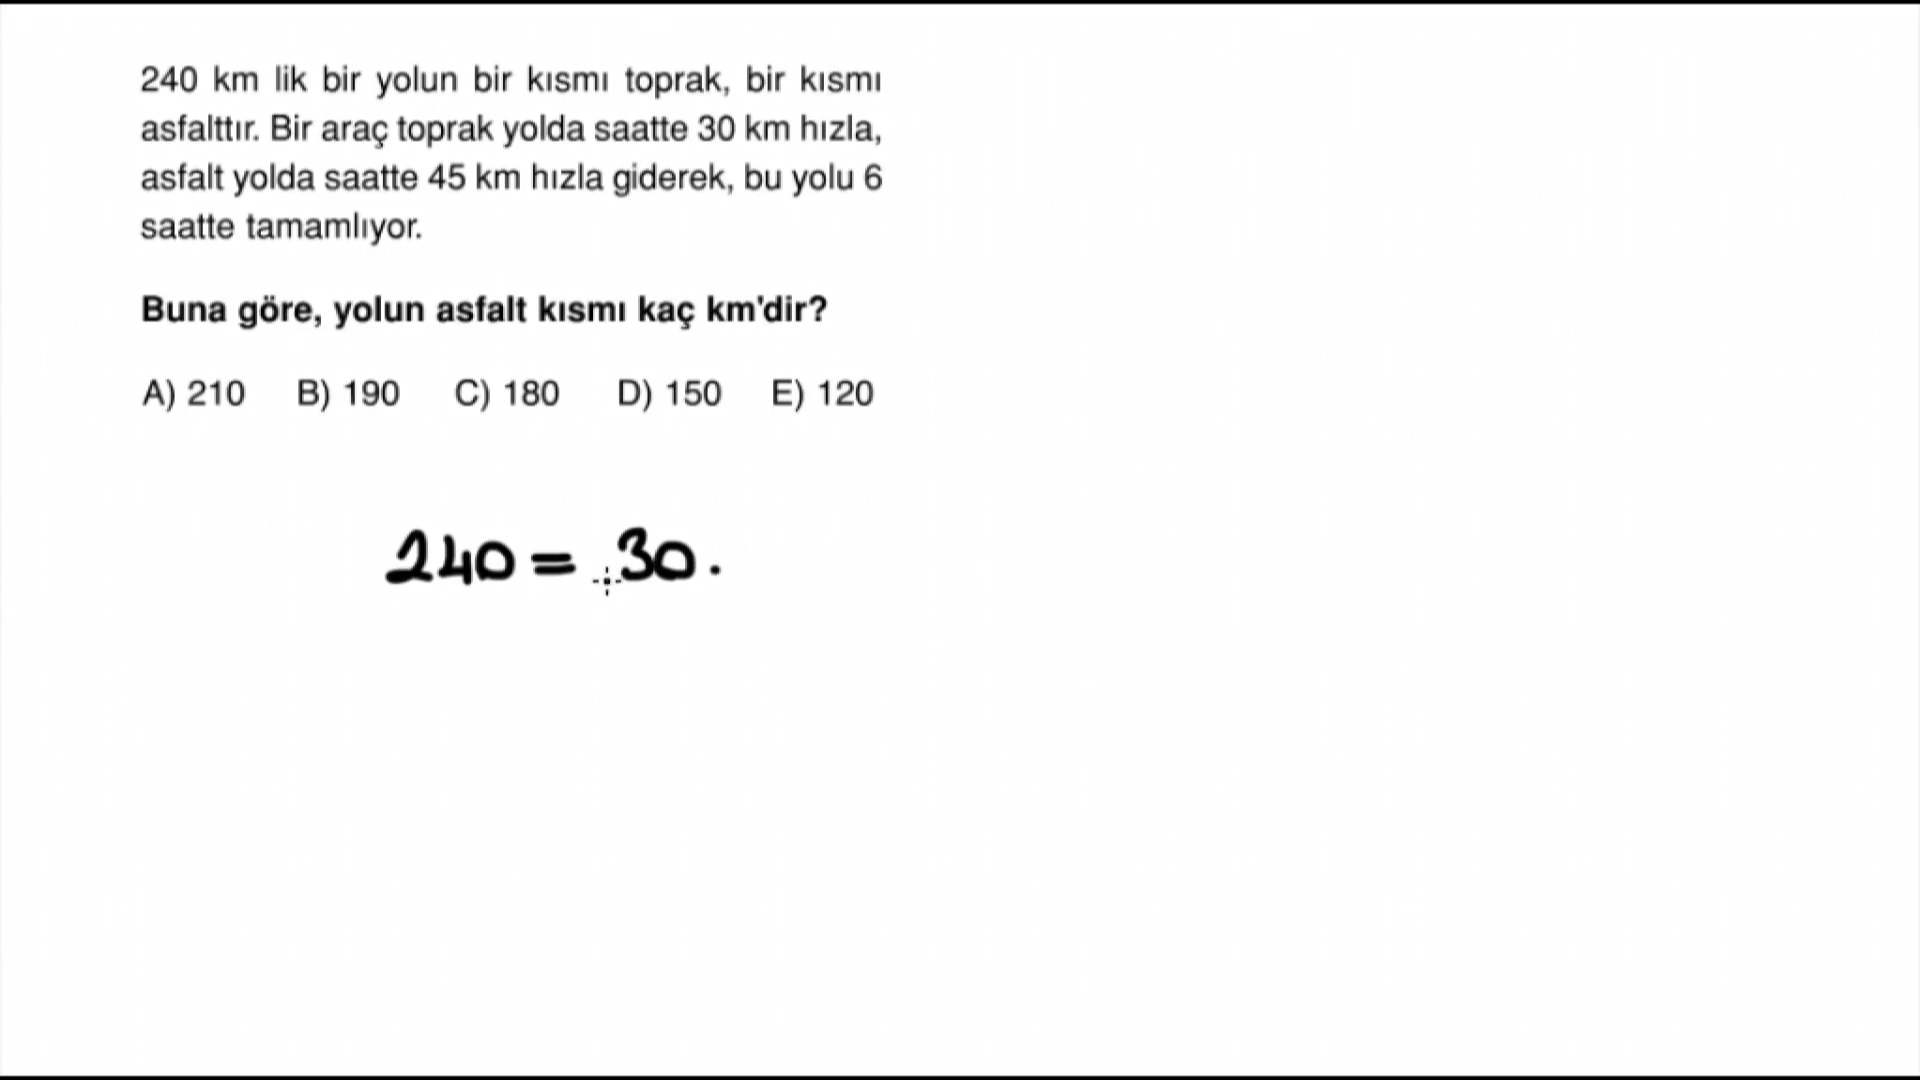 240 km lik bir yolun bir kısmı toprak, bir kısmı
asfalttır. Bir araç toprak yolda saatte 30 km hızla,
asfalt yolda saatte 45 km hızla giderek, bu yolu 6
saatte tamamlıyor.
Buna göre, yolun asfalt kısmı kaç km'dir?
A) 210 B) 190 C) 180 D) 150 E) 120
240 = 30.